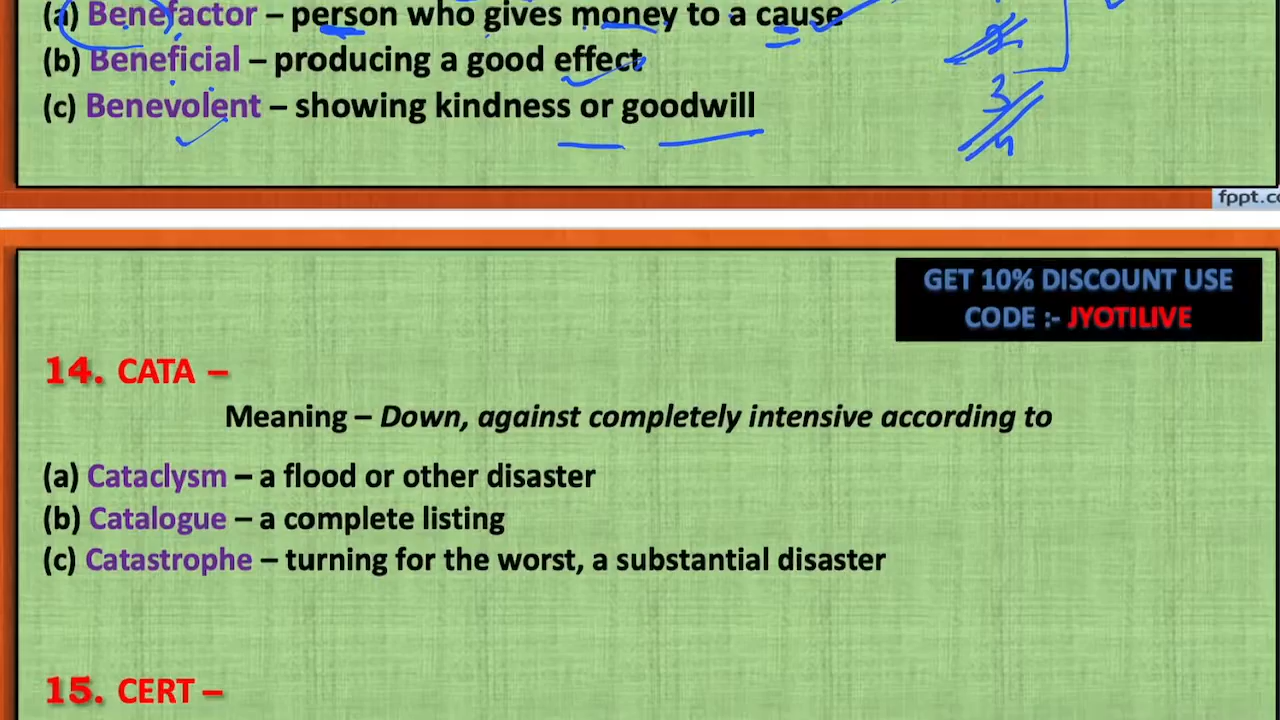 (a) Benefactor – person who gives money to a cause
(b) Beneficial – producing a good effect
(c) Benevolent – showing kindness or goodwill
3
4
GET 10% DISCOUNT USE
CODE :- JYOTILIVE
14. CATA –
Meaning – Down, against completely intensive according to
(a) Cataclysm – a flood or other disaster
(b) Catalogue – a complete listing
(c) Catastrophe – turning for the worst, a substantial disaster
15. CERT –